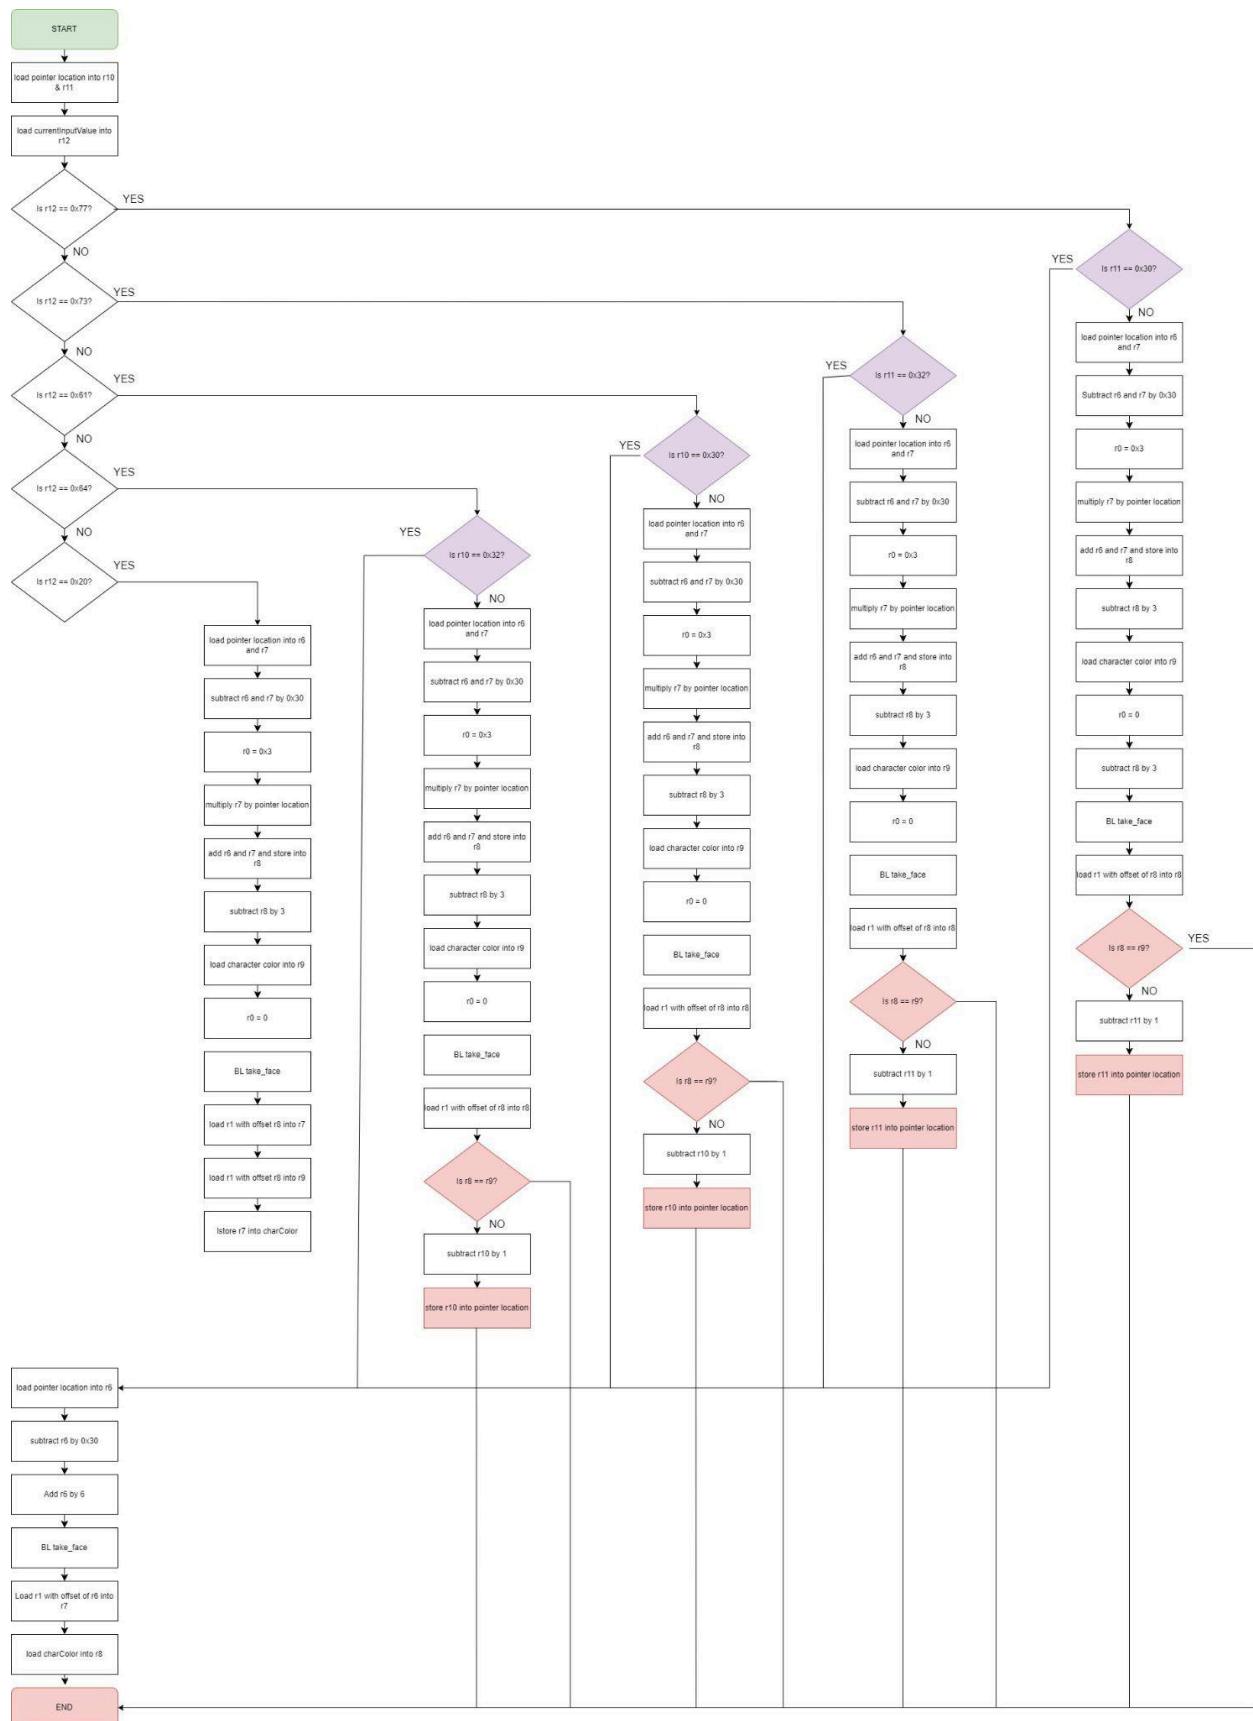 START
load pointer location into r10
& r11
load currentInputValue into
r12
Is r12 == 0x77?
YES
NO
Is r12 == 0x73?
YES
NO
Is r12 == 0x61?
YES
NO
Is r12 == 0x64?
YES
NO
Is r12 == 0x20?
YES
load pointer location into r6
and r7
subtract r6 and r7 by 0x30
r0 = 0x3
multiply r7 by pointer location
add r6 and r7 and store into
r8
subtract r8 by 3
load character color into r9
r0 = 0
BL take_face
load r1 with offset r8 into r7
load r1 with offset r8 into r9
lstore r7 into charColor
YES
Is r10 == 0x32?
NO
load pointer location into r6
and r7
subtract r6 and r7 by 0x30
r0 = 0x3
multiply r7 by pointer location
add r6 and r7 and store into
r8
subtract r8 by 3
load character color into r9
r0 = 0
BL take_face
load r1 with offset of r8 into r8
Is r8 == r9?
NO
subtract r10 by 1
store r10 into pointer location
YES
Is r10 == 0x30?
NO
load pointer location into r6
and r7
subtract r6 and r7 by 0x30
r0 = 0x3
multiply r7 by pointer location
add r6 and r7 and store into
r8
subtract r8 by 3
load character color into r9
r0 = 0
BL take_face
load r1 with offset of r8 into r8
Is r8 == r9?
NO
subtract r10 by 1
store r10 into pointer location
YES
Is r11 == 0x32?
NO
load pointer location into r6
and r7
subtract r6 and r7 by 0x30
r0 = 0x3
multiply r7 by pointer location
add r6 and r7 and store into
r8
subtract r8 by 3
load character color into r9
r0 = 0
BL take_face
load r1 with offset of r8 into r8
Is r8 == r9?
NO
subtract r11 by 1
store r11 into pointer location
YES
Is r11 == 0x30?
NO
load pointer location into r6
and r7
Subtract r6 and r7 by 0x30
r0 = 0x3
multiply r7 by pointer location
add r6 and r7 and store into
r8
subtract r8 by 3
load character color into r9
r0 = 0
subtract r8 by 3
BL take_face
load r1 with offset of r8 into r8
Is r8 == r9?
YES
NO
subtract r11 by 1
store r11 into pointer location
load pointer location into r6
subtract r6 by 0x30
Add r6 by 6
BL take_face
Load r1 with offset of r6 into
r7
load charColor into r8
END